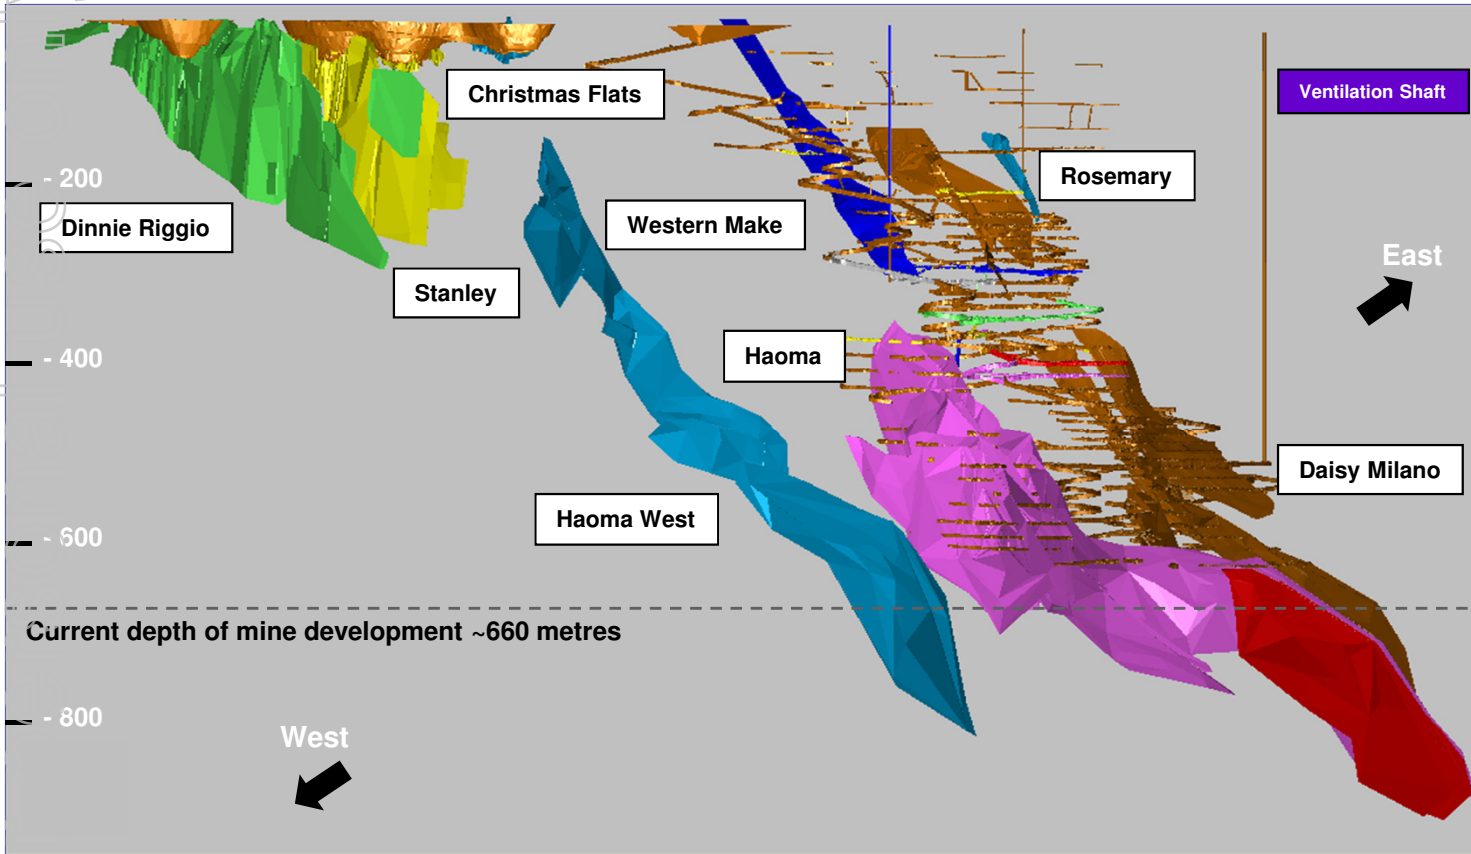 Christmas Flats
Ventilation Shaft
- 200
Rosemary
Dinnie Riggio
Western Make
East
Stanley
- 400
Haoma
Daisy Milano
Haoma West
- 600
Current depth of mine development ~660 metres
- 800
West